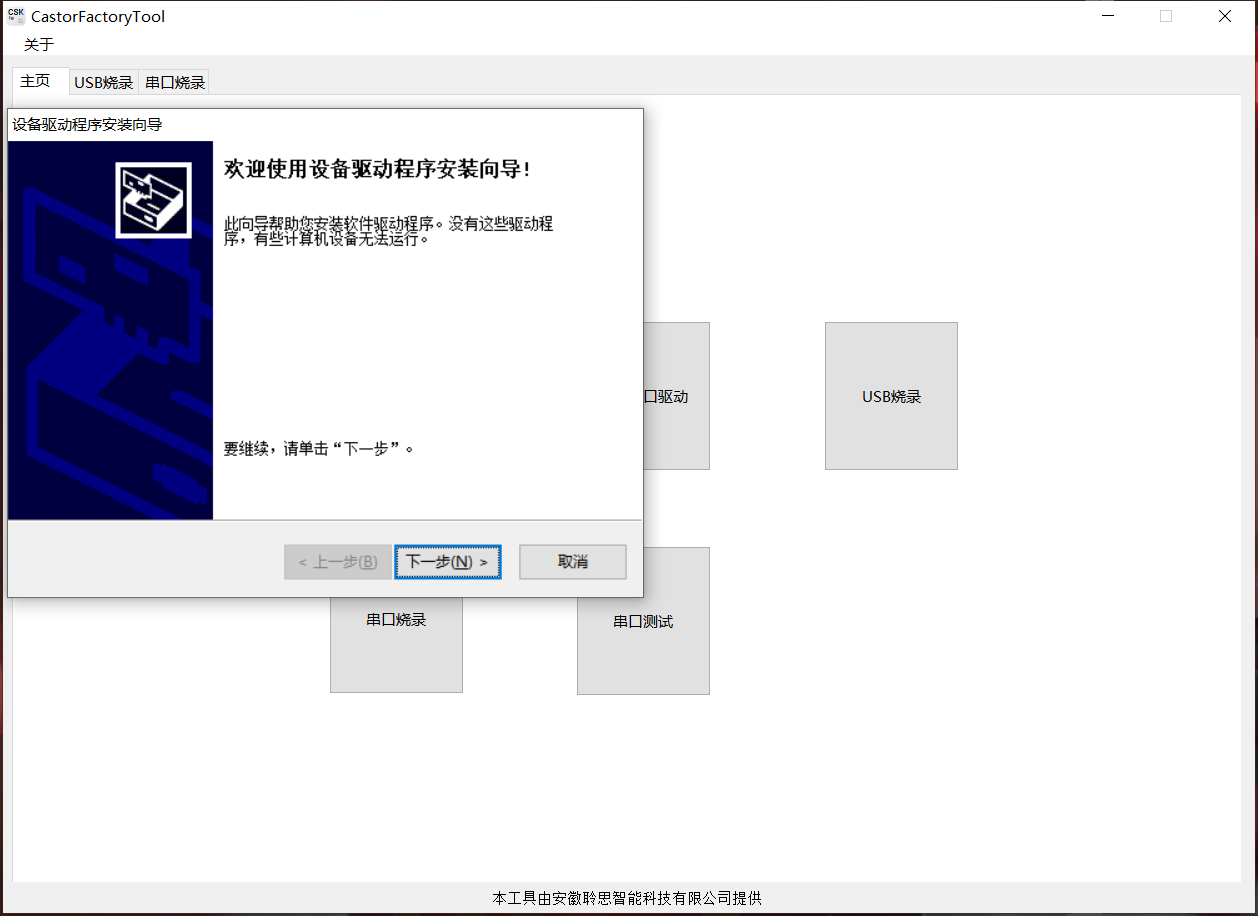 CSK
CastorFactoryTool
关于
主页
USB烧录
串口烧录
设备驱动程序安装向导
欢迎使用设备驱动程序安装向导!
此向导帮助您安装软件驱动程序。没有这些驱动程
序，有些计算机设备无法运行。
要继续，请单击“下一步”。
< 上一步(B)
下一步(N) >
取消
口驱动
USB烧录
串口烧录
串口测试
本工具由安徽聆思智能科技有限公司提供